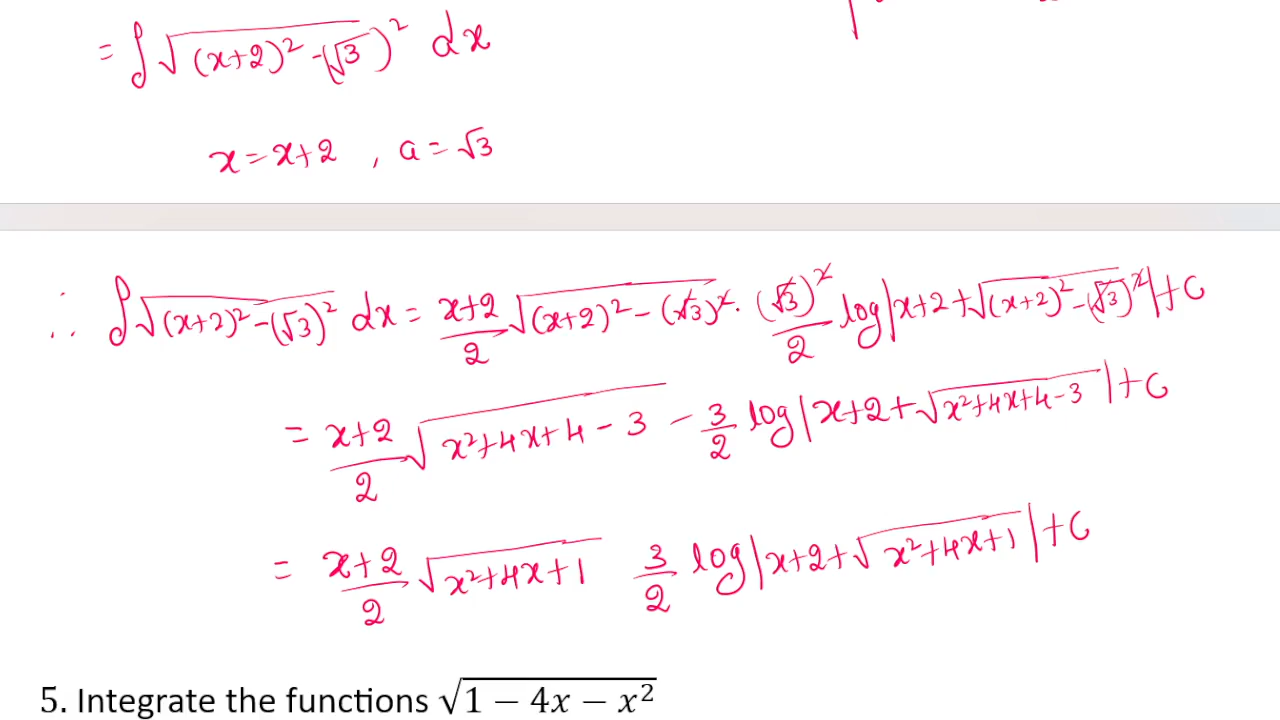 = ∫√(x+2)² - (√3)² dx
x = x+2 , a = √3
∴ ∫√(x+2)² - (√3)² dx = x+2/2 √(x+2)² - (√3)² · (√3)²/2 log|x+2+√(x+2)² - (√3)²| + C
= x+2/2 √x²+4x+4-3 - 3/2 log|x+2+√x²+4x+4-3| + C
= x+2/2 √x²+4x+1 3/2 log|x+2+√x²+4x+1| + C
5. Integrate the functions √1 − 4x − x²